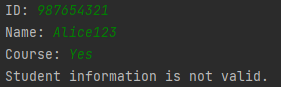 ID: 987654321
Name: Alice123
Course: Yes
Student information is not valid.